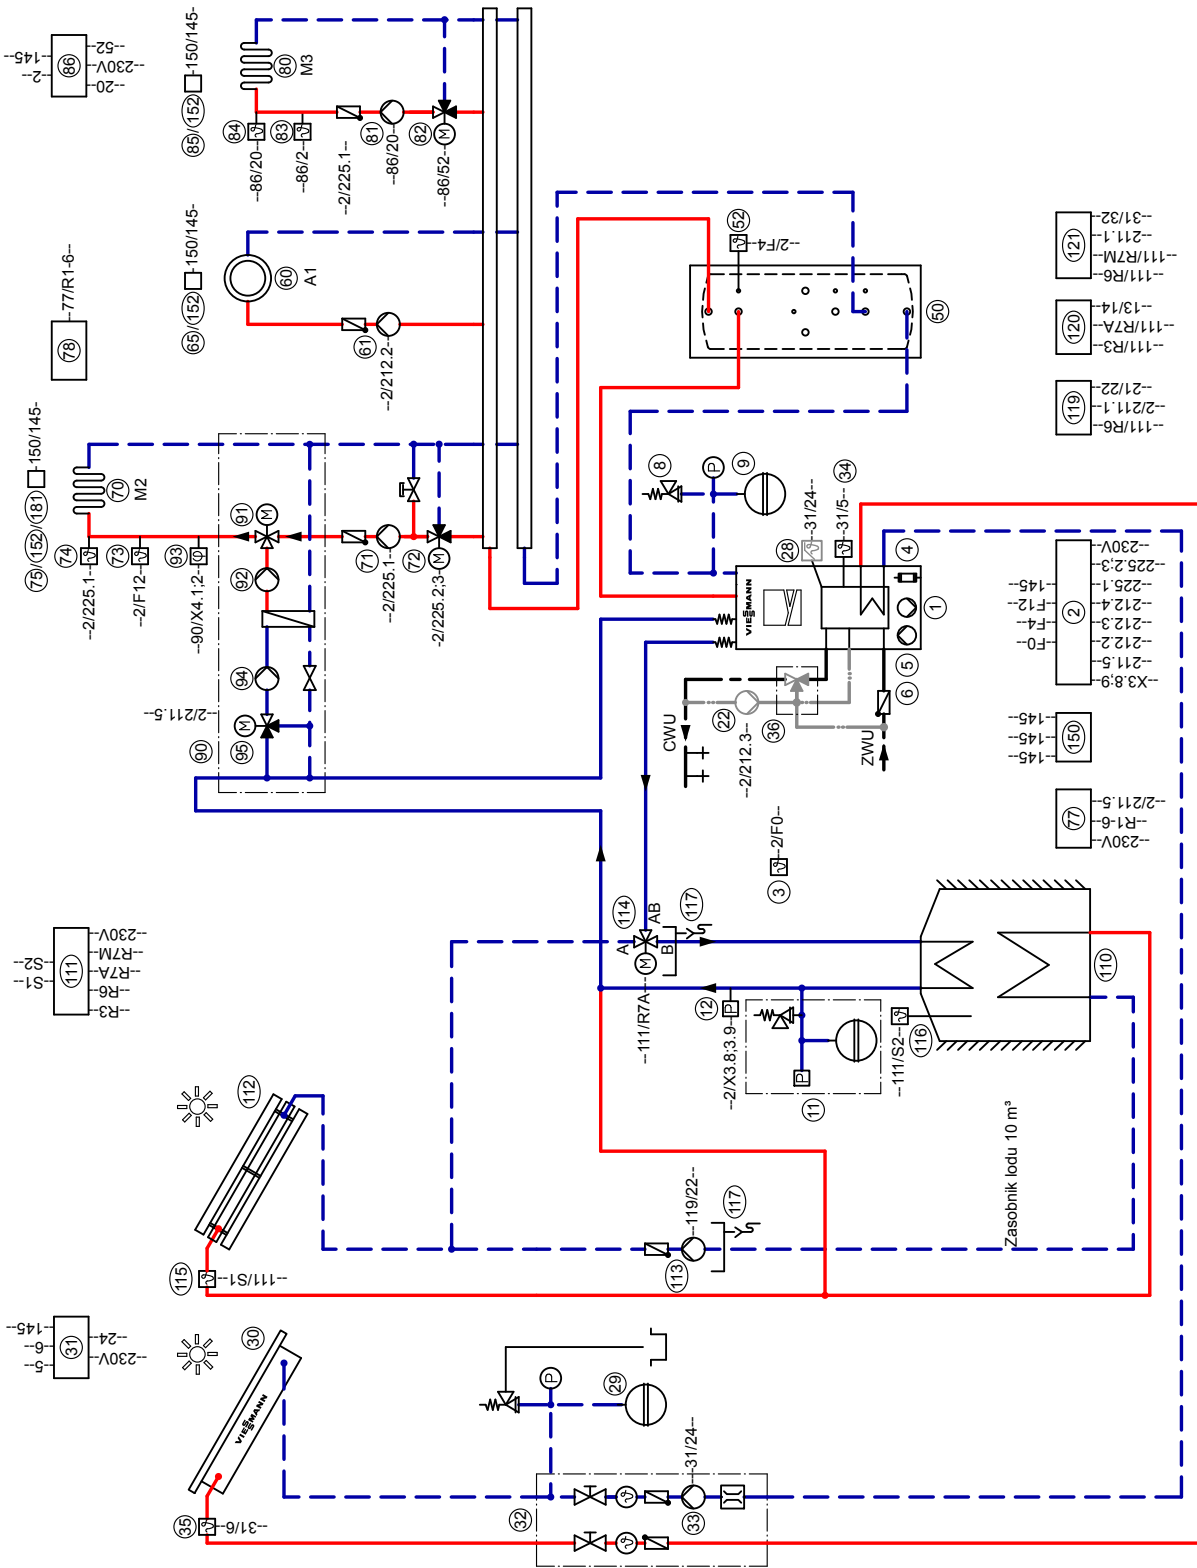 --52--
--230V--
--20--
86
145--
--2--
85/152
-150/145-
80
M3
84
83
81
82
M
--86/20--
--86/2--
--2/225.1--
--86/20--
--86/52--
78
--77/R1-6--
65/152
-150/145-
60
A1
61
--2/212.2--
75/152/181
-150/145-
70
M2
74
73
93
91
M
71
72
M
92
94
95
M
90
--2/225.1--
--2/F12--
--90/X4.1;2--
--2/225.1--
--2/225.2;3--
--2/211.5--
52
--2/F4--
50
8
P
9
28
--31/24--
34
--31/5--
4
1
5
6
VIESMANN
22
36
CWU
ZWU
--2/212.3--
3
--2/F0--
121
--31/32--
--211.1--
--111/R7M--
--111/R6--
120
--13/14--
--111/R7A--
--111/R3--
119
--21/22--
--2/211.1--
--111/R6--
2
--230V--
--225.2;3--
--225.1--
--212.4--
--212.3--
--212.2--
--211.5--
--X3.8;9--
145--
F12--
F4--
F0--
150
145--
145--
145--
77
--2/211.5--
--R1-6--
--230V--
111
--230V--
--R7M--
--R7A--
--R6--
--R3--
S2--
S1--
114
A
AB
B
M
117
--111/R7A--
12
P
--2/X3.8;3.9--
P
11
116
--111/S2--
110
Zasobnik lodu 10 m³
112
115
--111/S1--
113
--119/22--
117
31
--24--
--230V--
145--
--6--
--5--
30
VIESMANN
35
--31/6--
P
29
32
33
--31/24--